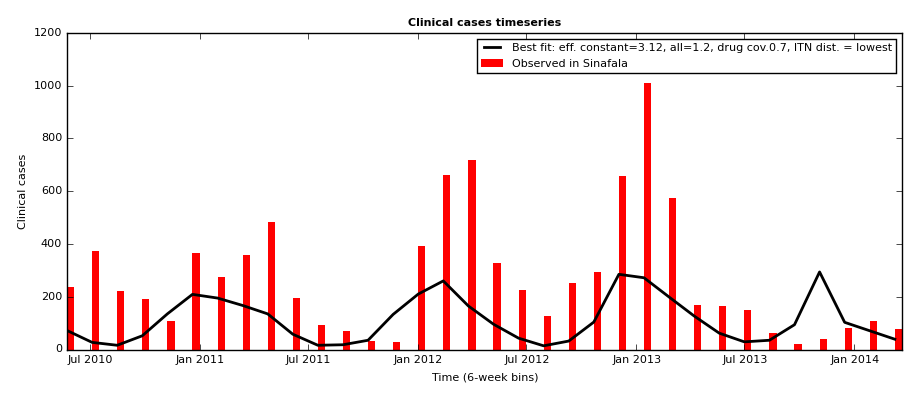 Clinical cases timeseries
1200
1000
800
600
400
200
0
Clinical cases
Best fit: eff. constant=3.12, all=1.2, drug cov.0.7, ITN dist. = lowest
Observed in Sinafala
Jul 2010 Jan 2011 Jul 2011 Jan 2012 Jul 2012 Jan 2013 Jul 2013 Jan 2014
Time (6-week bins)